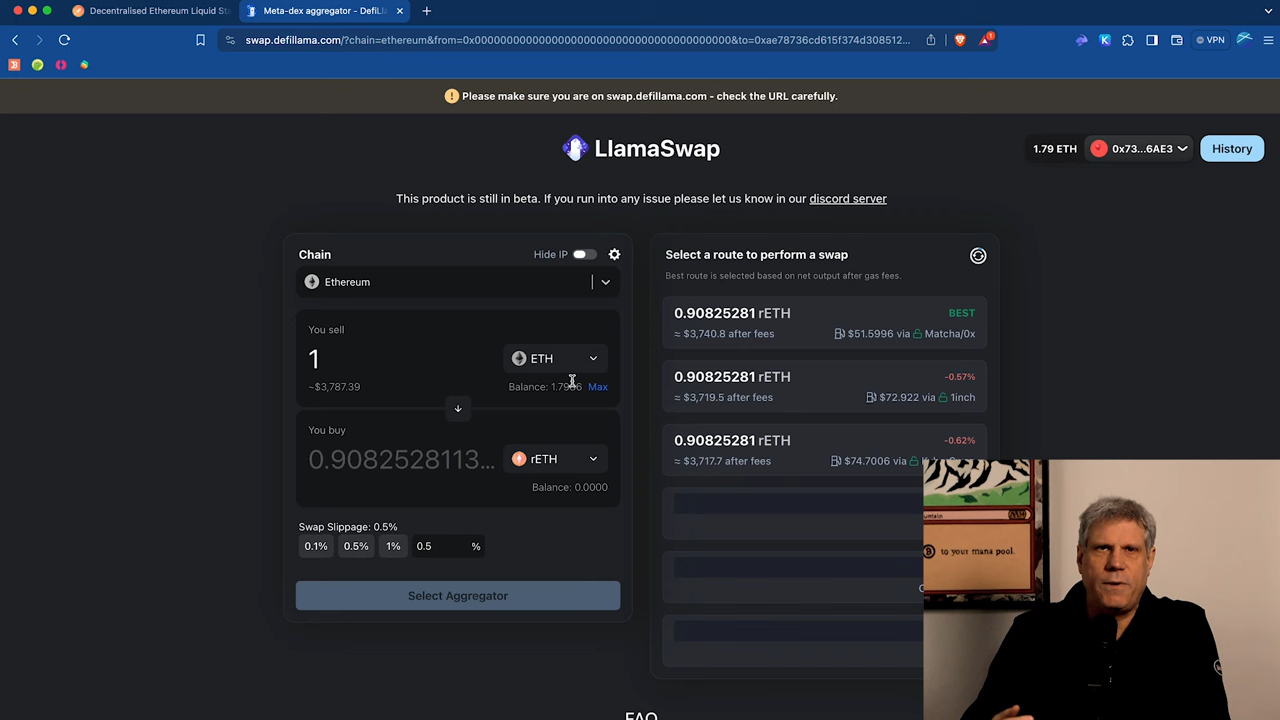 Decentralised Ethereum Liquid St
Meta-dex aggregator - DefiLl
swap.defillama.com/?chain=ethereum&from=0x0000000000000000000000000000000000000000&to=0xae78736cd615f374d308512...
1
VPN
! Please make sure you are on swap.defillama.com - check the URL carefully.
LlamaSwap
1.79 ETH
0x73...6AE3
History
This product is still in beta. If you run into any issue please let us know in our discord server
Chain
Hide IP
Ethereum
You sell
1
ETH
~$3,787.39
Balance:
Max
You buy
0.9082528113...
rETH
Balance: 0.0000
Swap Slippage: 0.5%
0.1%
0.5%
1%
0.5
%
Select Aggregator
Select a route to perform a swap
Best route is selected based on net output after gas fees.
0.90825281 rETH
BEST
≈ $3,740.8 after fees
$51.5996 via Matcha/0x
0.90825281 rETH
-0.57%
≈ $3,719.5 after fees
$72.922 via 1inch
0.90825281 rETH
-0.62%
≈ $3,717.7 after fees
$74.7006 via
to your mana pool.
FAQ